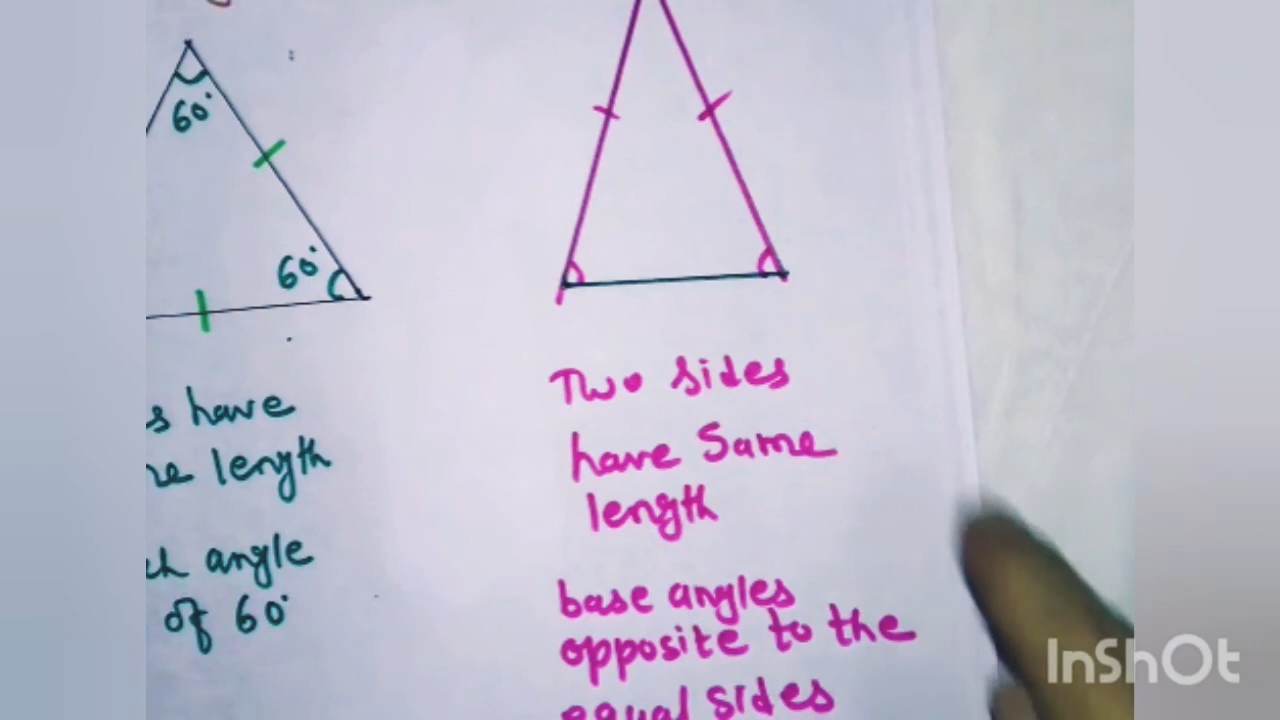 60°
60°
s have
length
angle
of 60°
Two sides
have Same
length
base angles
opposite to the
equal sides
InShOt